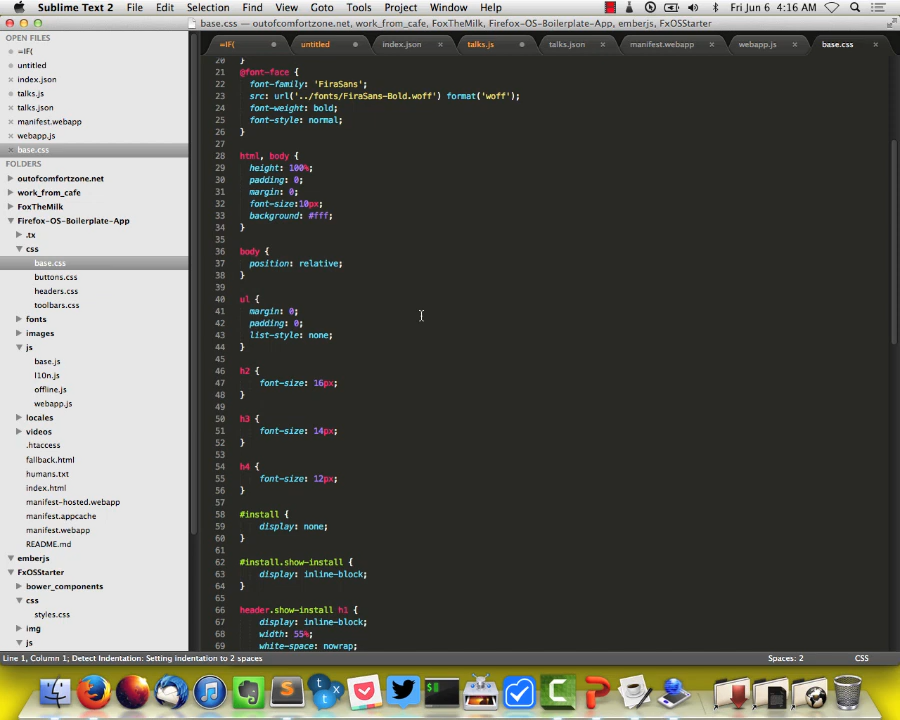 Sublime Text 2 File Edit Selection Find View Goto Tools Project Window Help Fri Jun 6 4:16 AM
base.css — outofcomfortzone.net, work_from_cafe, FoxTheMilk, Firefox-OS-Boilerplate-App, emberjs, FxOSStarter
=IF( untitled index.json talks.js talks.json manifest.webapp webapp.js base.css
OPEN FILES
=IF(
untitled
index.json
talks.js
talks.json
manifest.webapp
webapp.js
base.css
FOLDERS
outofcomfortzone.net
work_from_cafe
FoxTheMilk
Firefox-OS-Boilerplate-App
.tx
css
base.css
buttons.css
headers.css
toolbars.css
fonts
images
js
base.js
l10n.js
offline.js
webapp.js
locales
videos
.htaccess
fallback.html
humans.txt
index.html
manifest-hosted.webapp
manifest.appcache
manifest.webapp
README.md
emberjs
FxOSStarter
bower_components
css
styles.css
img
js
20 }
21 @font-face {
22 font-family: 'FiraSans';
23 src: url('../fonts/FiraSans-Bold.woff') format('woff');
24 font-weight: bold;
25 font-style: normal;
26 }
27
28 html, body {
29 height: 100%;
30 padding: 0;
31 margin: 0;
32 font-size:10px;
33 background: #fff;
34 }
35
36 body {
37 position: relative;
38 }
39
40 ul {
41 margin: 0;
42 padding: 0;
43 list-style: none;
44 }
45
46 h2 {
47 font-size: 16px;
48 }
49
50 h3 {
51 font-size: 14px;
52 }
53
54 h4 {
55 font-size: 12px;
56 }
57
58 #install {
59 display: none;
60 }
61
62 #install.show-install {
63 display: inline-block;
64 }
65
66 header.show-install h1 {
67 display: inline-block;
68 width: 55%;
69 white-space: nowrap;
Line 1, Column 1; Detect Indentation: Setting indentation to 2 spaces Spaces: 2 CSS